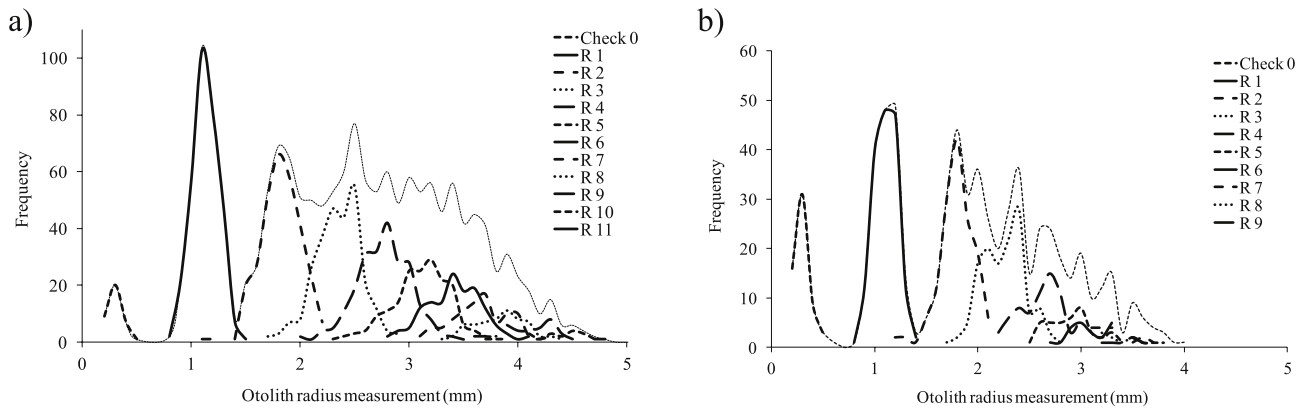 a)
100
80
60
40
20
0
Frequency
0 1 2 3 4 5
Otolith radius measurement (mm)
Check 0
R 1
R 2
R 3
R 4
R 5
R 6
R 7
R 8
R 9
R 10
R 11
b)
60
50
40
30
20
10
0
Frequency
0 1 2 3 4 5
Otolith radius measurement (mm)
Check 0
R 1
R 2
R 3
R 4
R 5
R 6
R 7
R 8
R 9